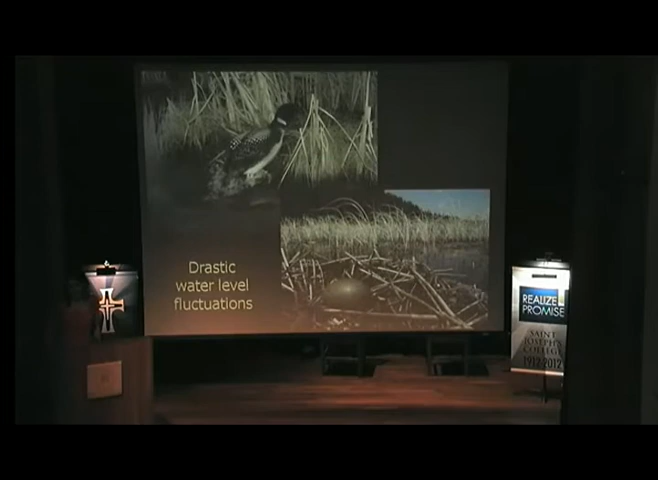 Drastic
water level
fluctuations
REALIZE
PROMISE
SAINT
JOSEPH'S
COLLEGE
1912-2012